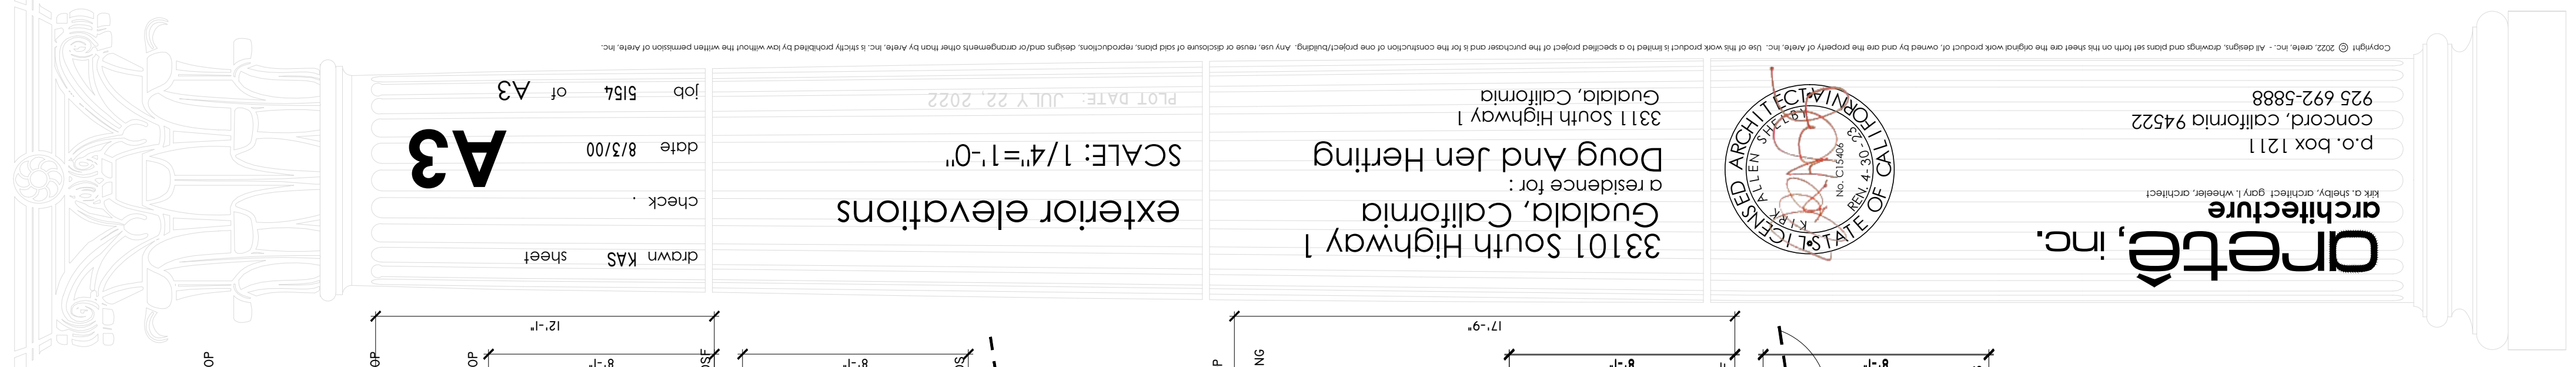 aretê, inc.
architecture
kirk a. shelby, architect gary l. wheeler, architect
p.o. box 1211
concord, california 94522
925 692-5888
LICENSED ARCHITECT
STATE OF CALIFORNIA
KIRK ALLEN SHELBY
No. C15406
REN. 4-30-23
33101 South Highway 1
Gualala, California
a residence for :
Doug And Jen Herting
3311 South Highway 1
Gualala, California
exterior elevations
SCALE: 1/4"=1'-0"
PLOT DATE: JULY 22, 2022
drawn KAS sheet
check .
date 8/3/00 A3
job 5154 of A3
Copyright © 2022, arete, inc. - All designs, drawings and plans set forth on this sheet are the original work product of, owned by and are the property of Arete, Inc. Use of this work product is limited to a specified project of the purchaser and is for the construction of one project/building. Any use, reuse or disclosure of said plans, reproductions, designs and/or arrangements other than by Arete, Inc. is strictly prohibited by law without the written permission of Arete, Inc.
17'-9"
12'-1"
8'-1"
8'-1"
8'-1"
8'-1"